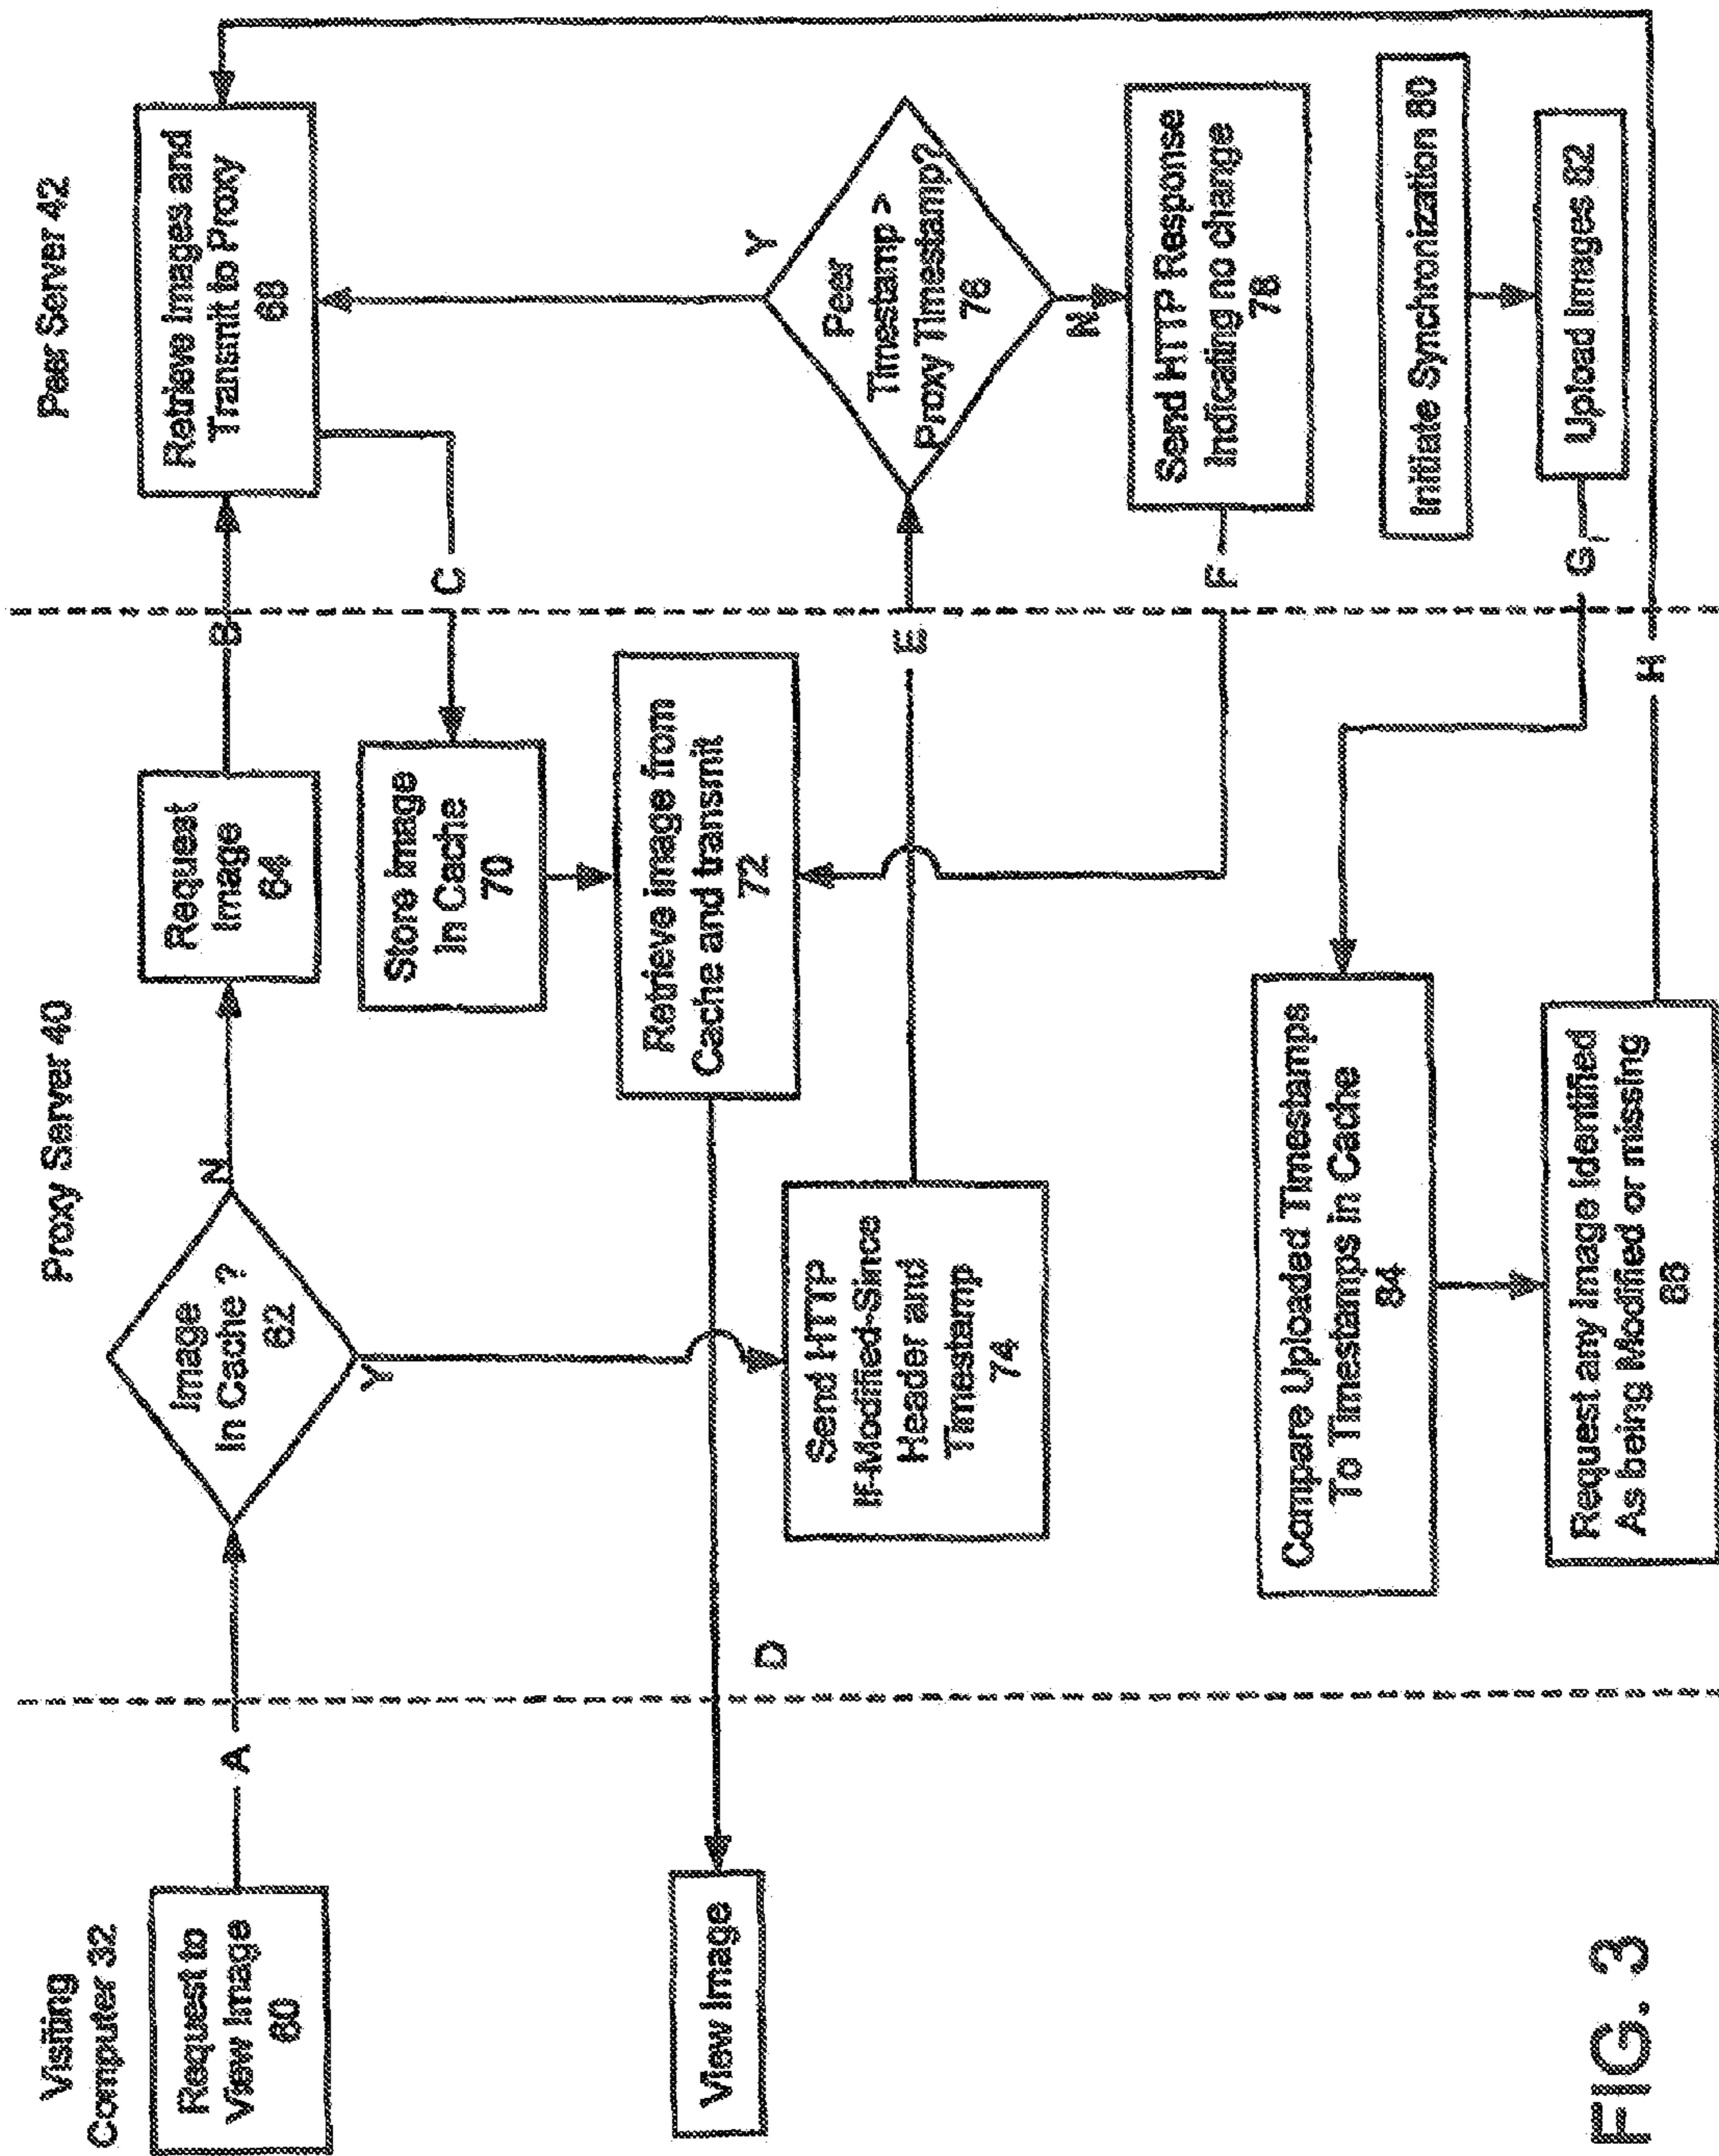 Visiting
Computer 32
Proxy Server 40
Peer Server 42
Request to
View Image
60
A
Image
In Cache ?
62
N
Y
Request
Image
64
B
Retrieve Images and
Transmit to Proxy
68
C
Store Image
In Cache
70
Retrieve image from
Cache and transmit
72
D
View Image
Send HTTP
If-Modified-Since
Header and
Timestamp
74
E
Peer
Timestamp >
Proxy Timestamp?
76
Y
N
Send HTTP Response
Indicating no change
78
F
Initiate Synchronization 80
Upload Images 82
G
Compare Uploaded Timestamps
To Timestamps in Cache
84
Request any Image Identified
As being Modified or missing
86
H
FIG. 3